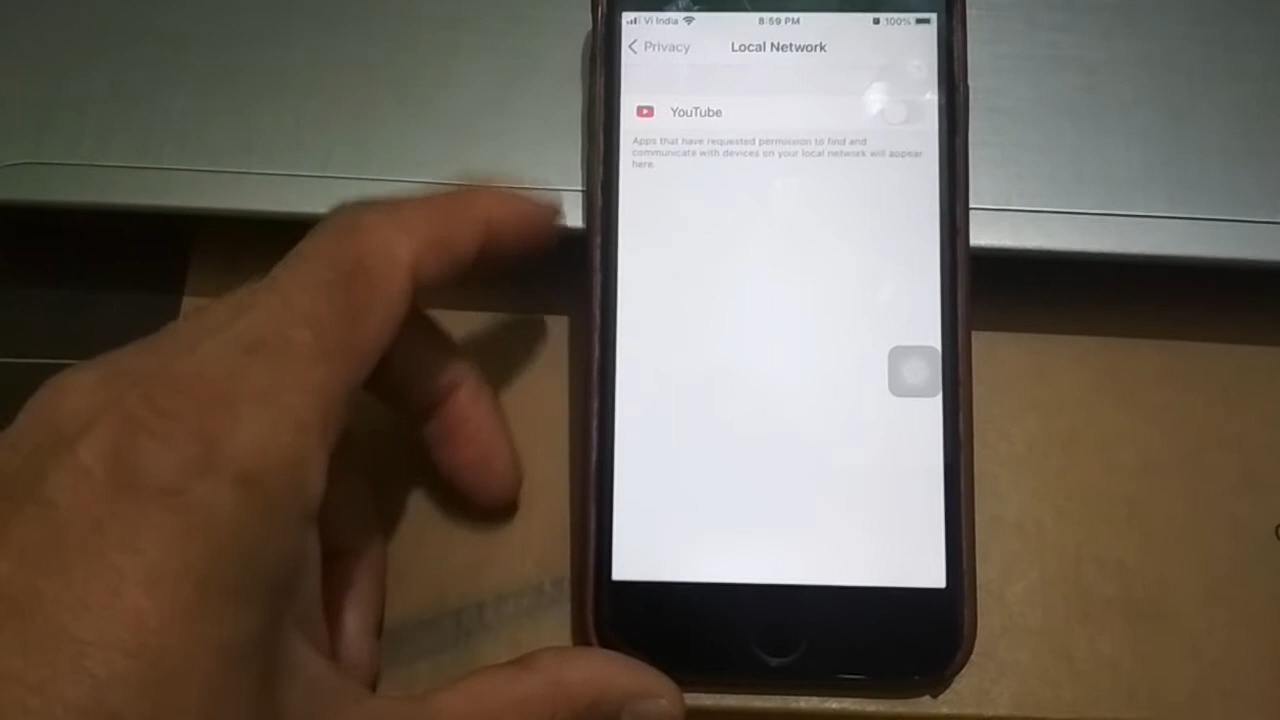 Vi India 8:59 PM 100%
Privacy Local Network
YouTube
Apps that have requested permission to find and
communicate with devices on your local network will appear
here.